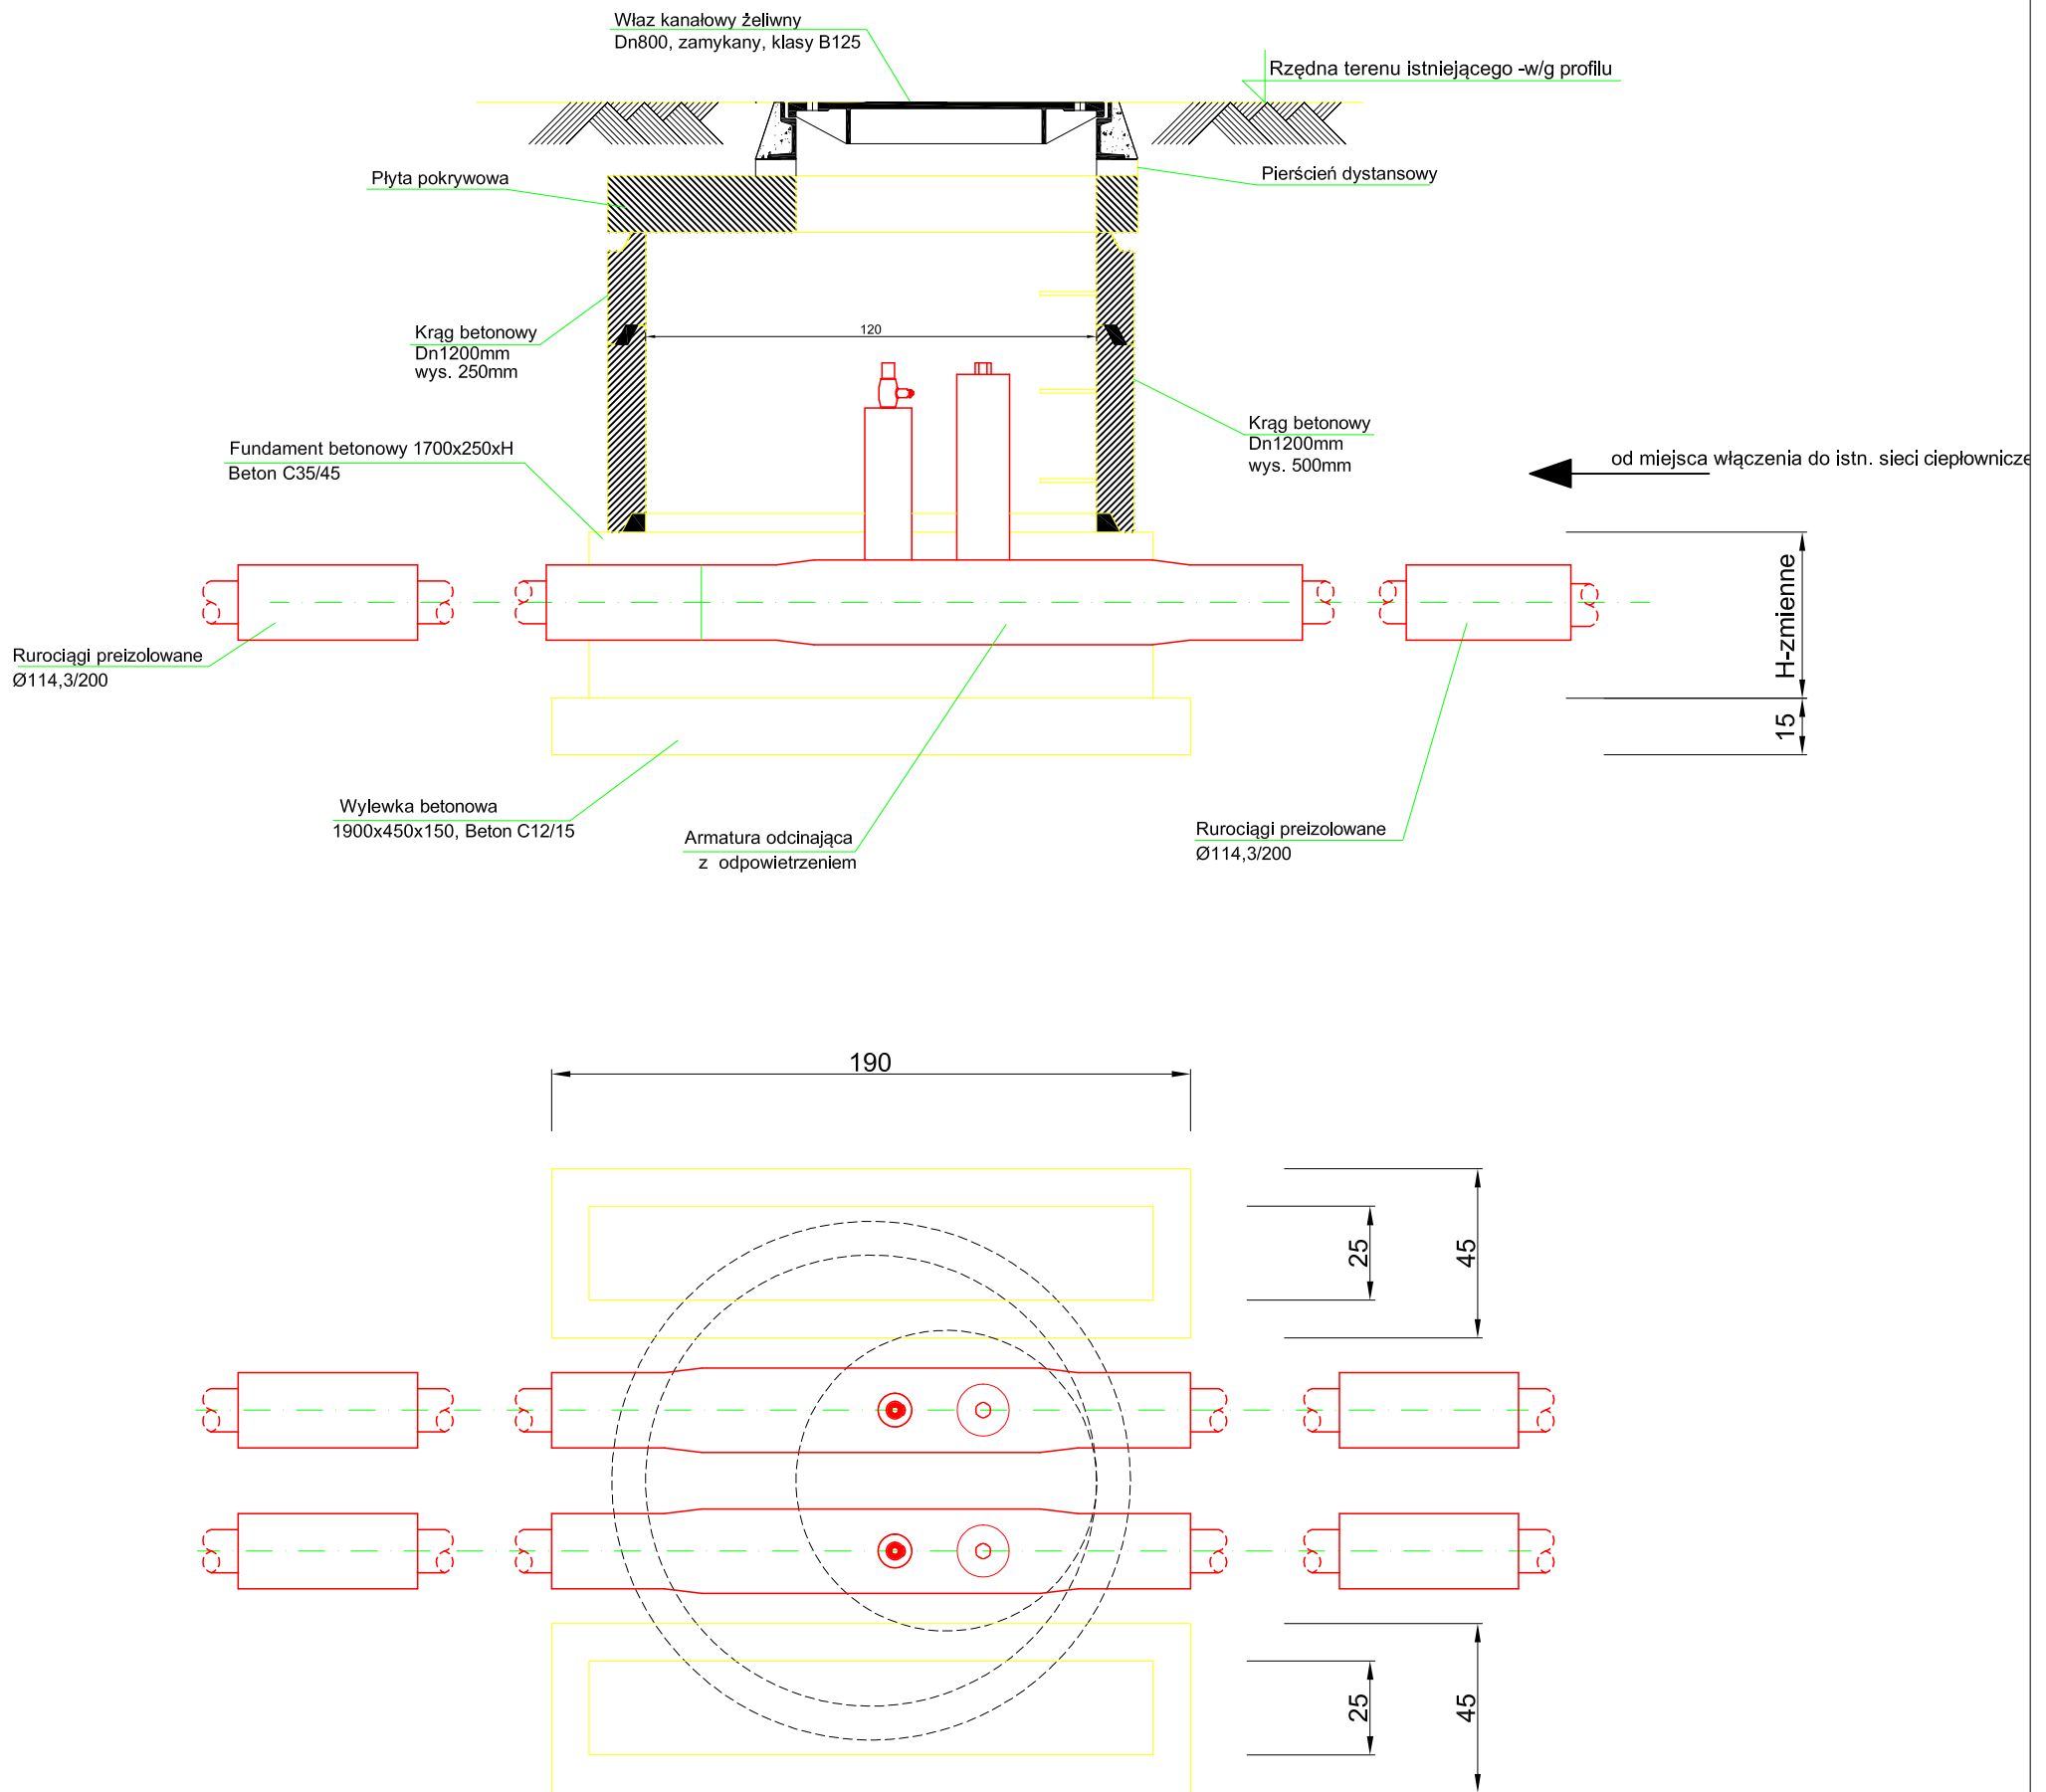 Właz kanałowy żeliwny
Dn800, zamykany, klasy B125
Rzędna terenu istniejącego -w/g profilu
Płyta pokrywowa
Pierścień dystansowy
Krąg betonowy
Dn1200mm
wys. 250mm
120
Krąg betonowy
Dn1200mm
wys. 500mm
Fundament betonowy 1700x250xH
Beton C35/45
od miejsca włączenia do istn. sieci ciepłownicze
H-zmienne
15
Rurociągi preizolowane
Ø114,3/200
Wylewka betonowa
1900x450x150, Beton C12/15
Armatura odcinająca
z odpowietrzeniem
Rurociągi preizolowane
Ø114,3/200
190
25
45
25
45